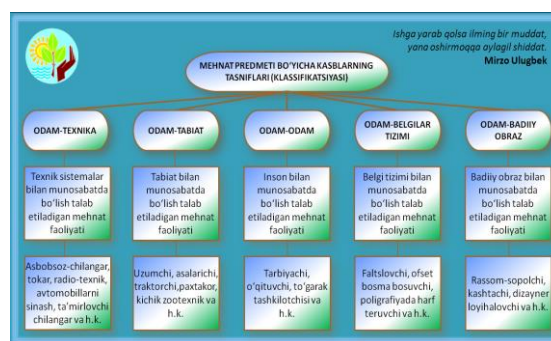 Ishga yarab qolsa ilming bir muddat,
yana oshirmoqqa aylagil shiddat.
Mirzo Ulugbek
MEHNAT PREDMETI BO‘YICHA KASBLARNING
TASNIFLARI (KLASSIFIKATSIYASI)
ODAM-TEXNIKA
ODAM-TABIAT
ODAM-ODAM
ODAM-BELGILAR
TIZIMI
ODAM-BADIIY
OBRAZ
Texnik sistemalar
bilan munosabatda
bo‘lish talab
etiladigan mehnat
faoliyati
Tabiat bilan
munosabatda
bo‘lish talab
etiladigan mehnat
faoliyati
Inson bilan
munosabatda
bo‘lish talab
etiladigan mehnat
faoliyati
Belgi tizimi bilan
munosabatda
bo‘lish talab
etiladigan mehnat
faoliyati
Badiiy obraz bilan
munosabatda
bo‘lish talab
etiladigan mehnat
faoliyati
Asbobsoz-chilangar,
tokar, radio-texnik,
avtomobillarni
sinash, ta’mirlovchi
chilangar va h.k.
Uzumchi, asalarichi,
traktorchi,paxtakor,
kichik zootexnik va
h.k.
Tarbiyachi,
o‘qituvchi, to‘garak
tashkilotchisi va
h.k.
Faltslovchi, ofset
bosma bosuvchi,
poligrafiyada harf
teruvchi va h.k.
Rassom-sopolchi,
kashtachi, dizayner
loyihalovchi va h.k.